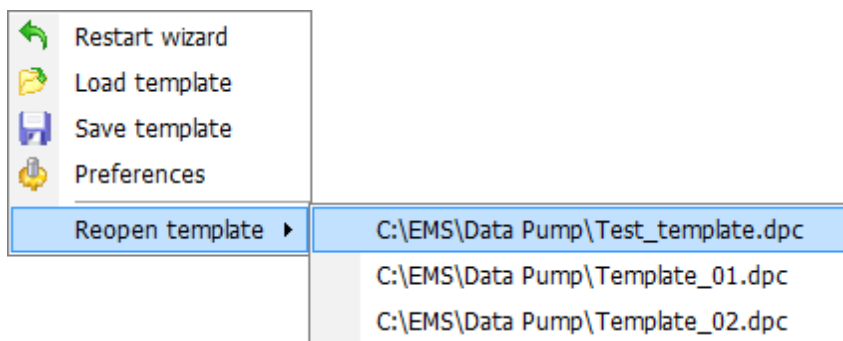 Restart wizard
Load template
Save template
Preferences
Reopen template
C:\EMS\Data Pump\Test_template.dpc
C:\EMS\Data Pump\Template_01.dpc
C:\EMS\Data Pump\Template_02.dpc